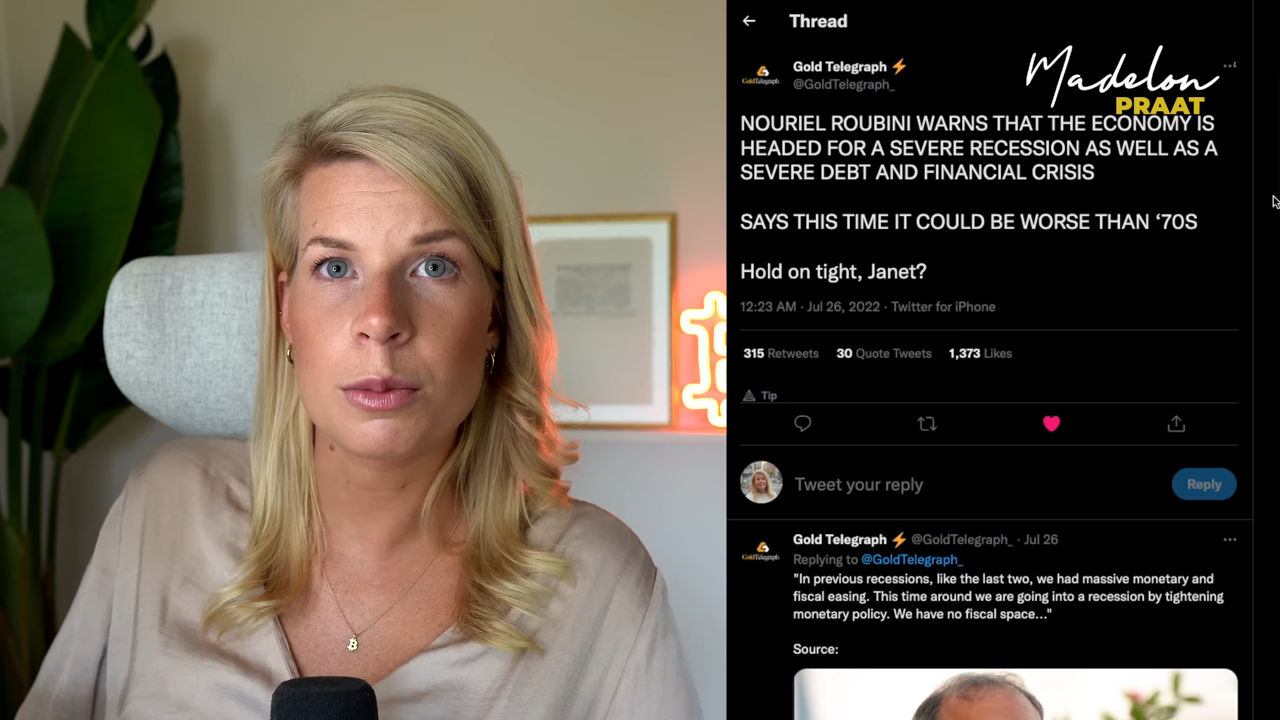 Thread
Madelon
PRAAT
Gold Telegraph
@GoldTelegraph_
NOURIEL ROUBINI WARNS THAT THE ECONOMY IS
HEADED FOR A SEVERE RECESSION AS WELL AS A
SEVERE DEBT AND FINANCIAL CRISIS
SAYS THIS TIME IT COULD BE WORSE THAN ‘70S
Hold on tight, Janet?
12:23 AM · Jul 26, 2022 · Twitter for iPhone
315 Retweets 30 Quote Tweets 1,373 Likes
Tip
Tweet your reply
Reply
Gold Telegraph @GoldTelegraph_ · Jul 26
Replying to @GoldTelegraph_
"In previous recessions, like the last two, we had massive monetary and
fiscal easing. This time around we are going into a recession by tightening
monetary policy. We have no fiscal space..."
Source: